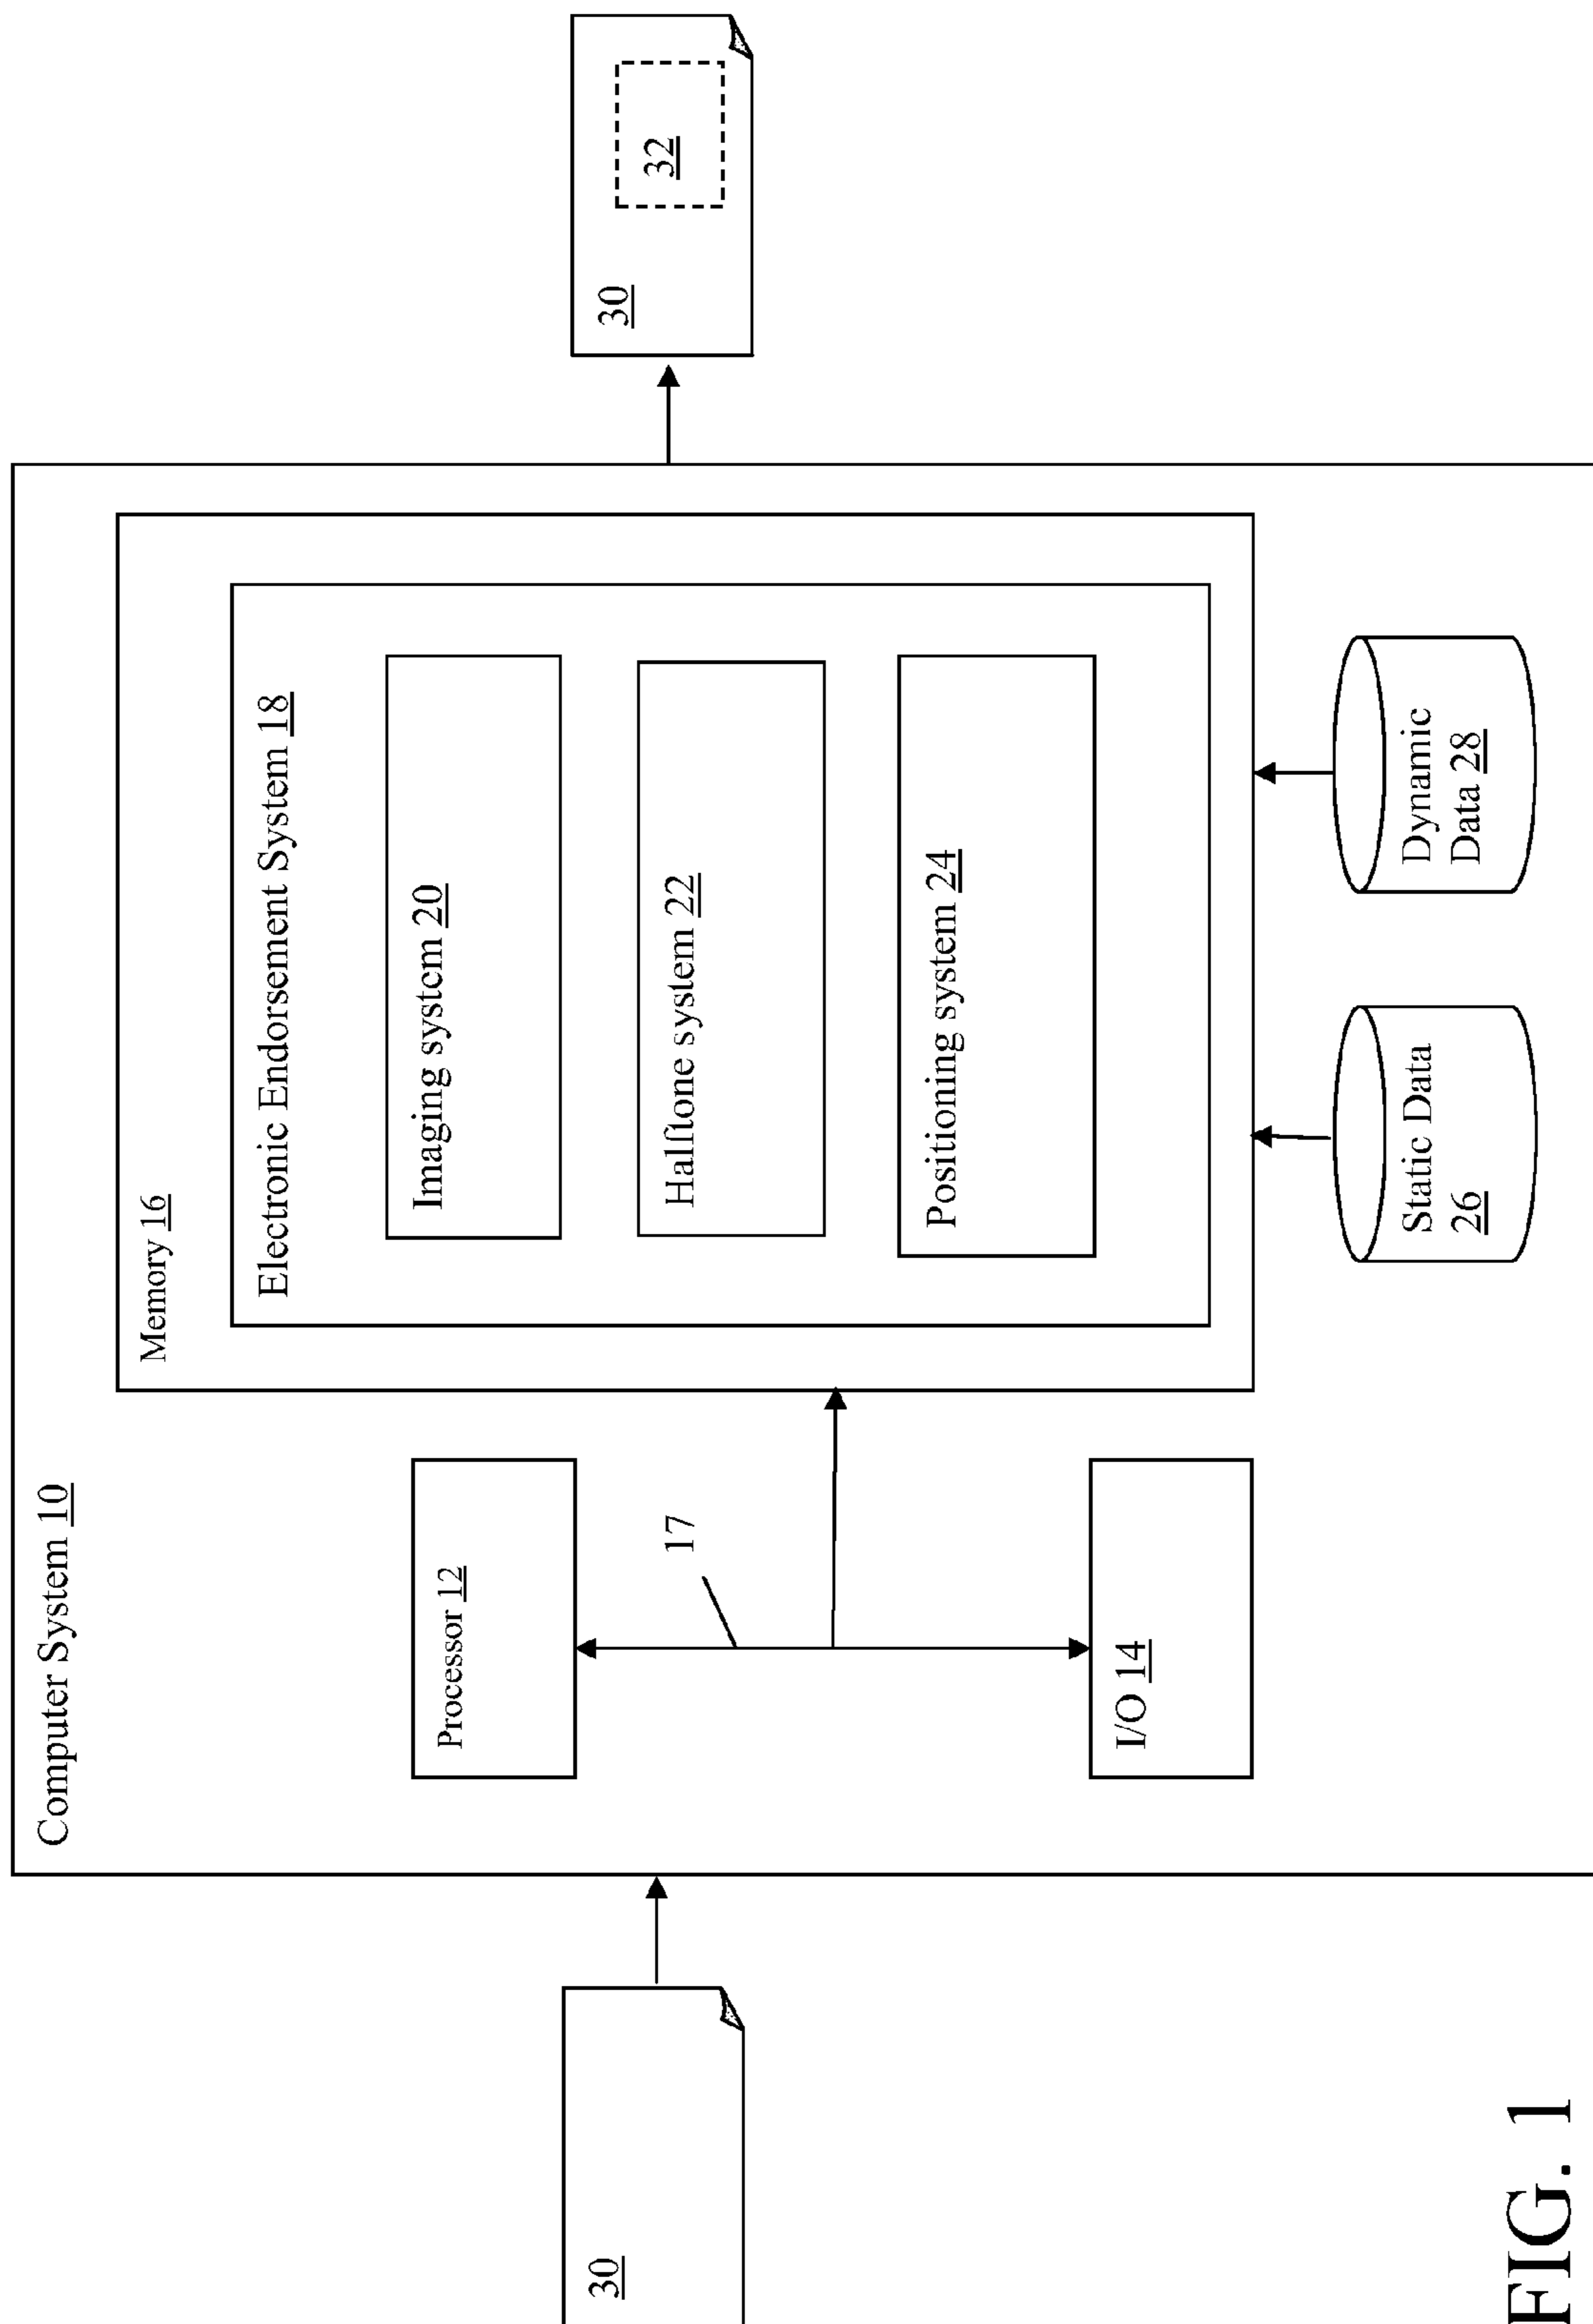 Computer System 10
Memory 16
Electronic Endorsement System 18
Processor 12
Imaging system 20
30
17
Halftone system 22
30
32
I/O 14
Positioning system 24
Static Data
26
Dynamic
Data 28
FIG. 1